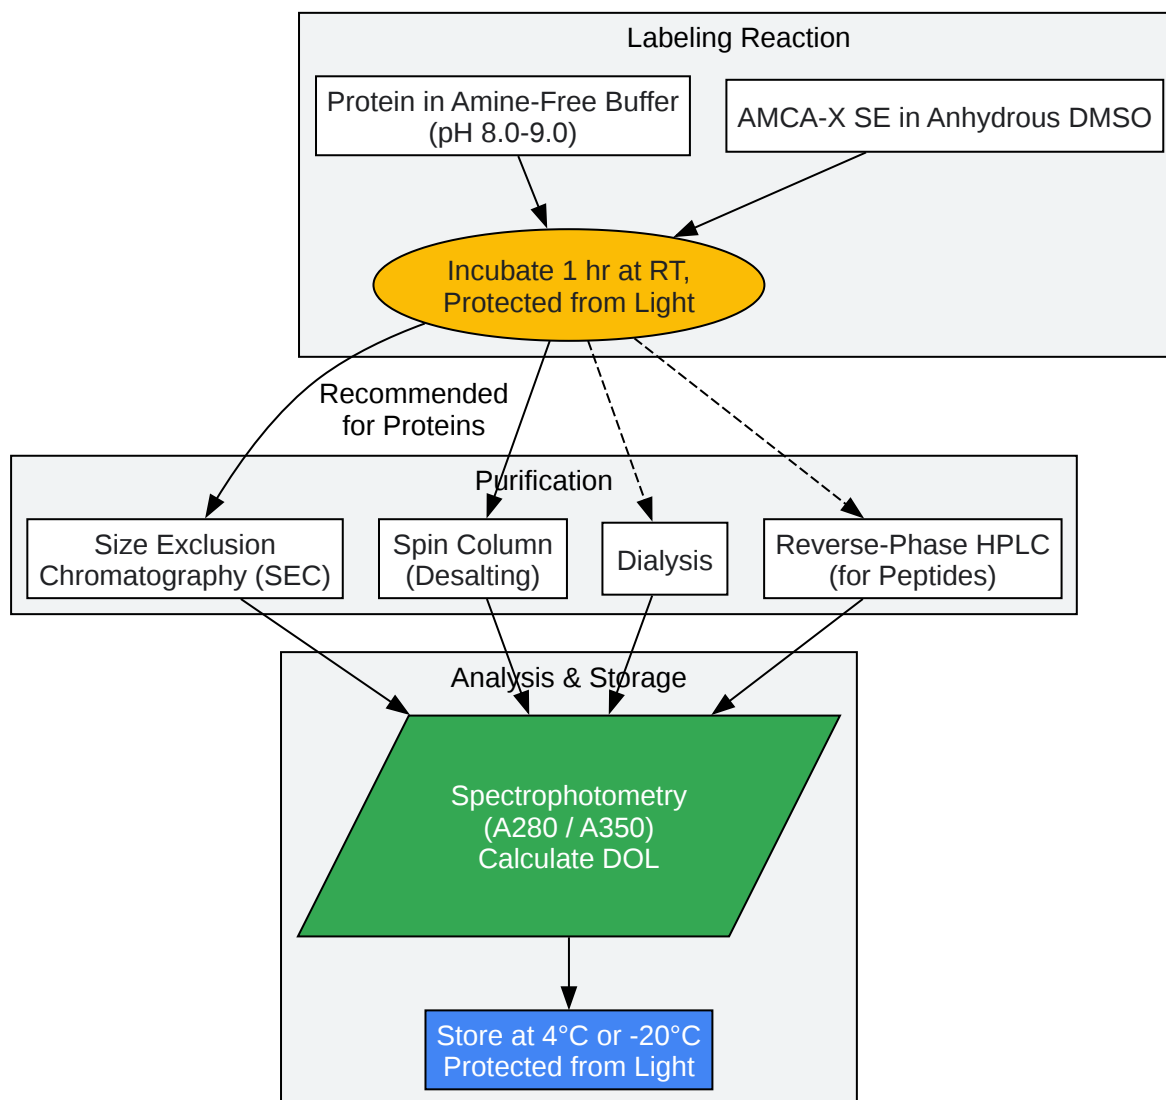 Labeling Reaction
Protein in Amine-Free Buffer
(pH 8.0-9.0)
AMCA-X SE in Anhydrous DMSO
Incubate 1 hr at RT,
Protected from Light
Recommended
for Proteins
Purification
Size Exclusion
Chromatography (SEC)
Spin Column
(Desalting)
Dialysis
Reverse-Phase HPLC
(for Peptides)
Analysis & Storage
Spectrophotometry
(A280 / A350)
Calculate DOL
Store at 4°C or -20°C
Protected from Light